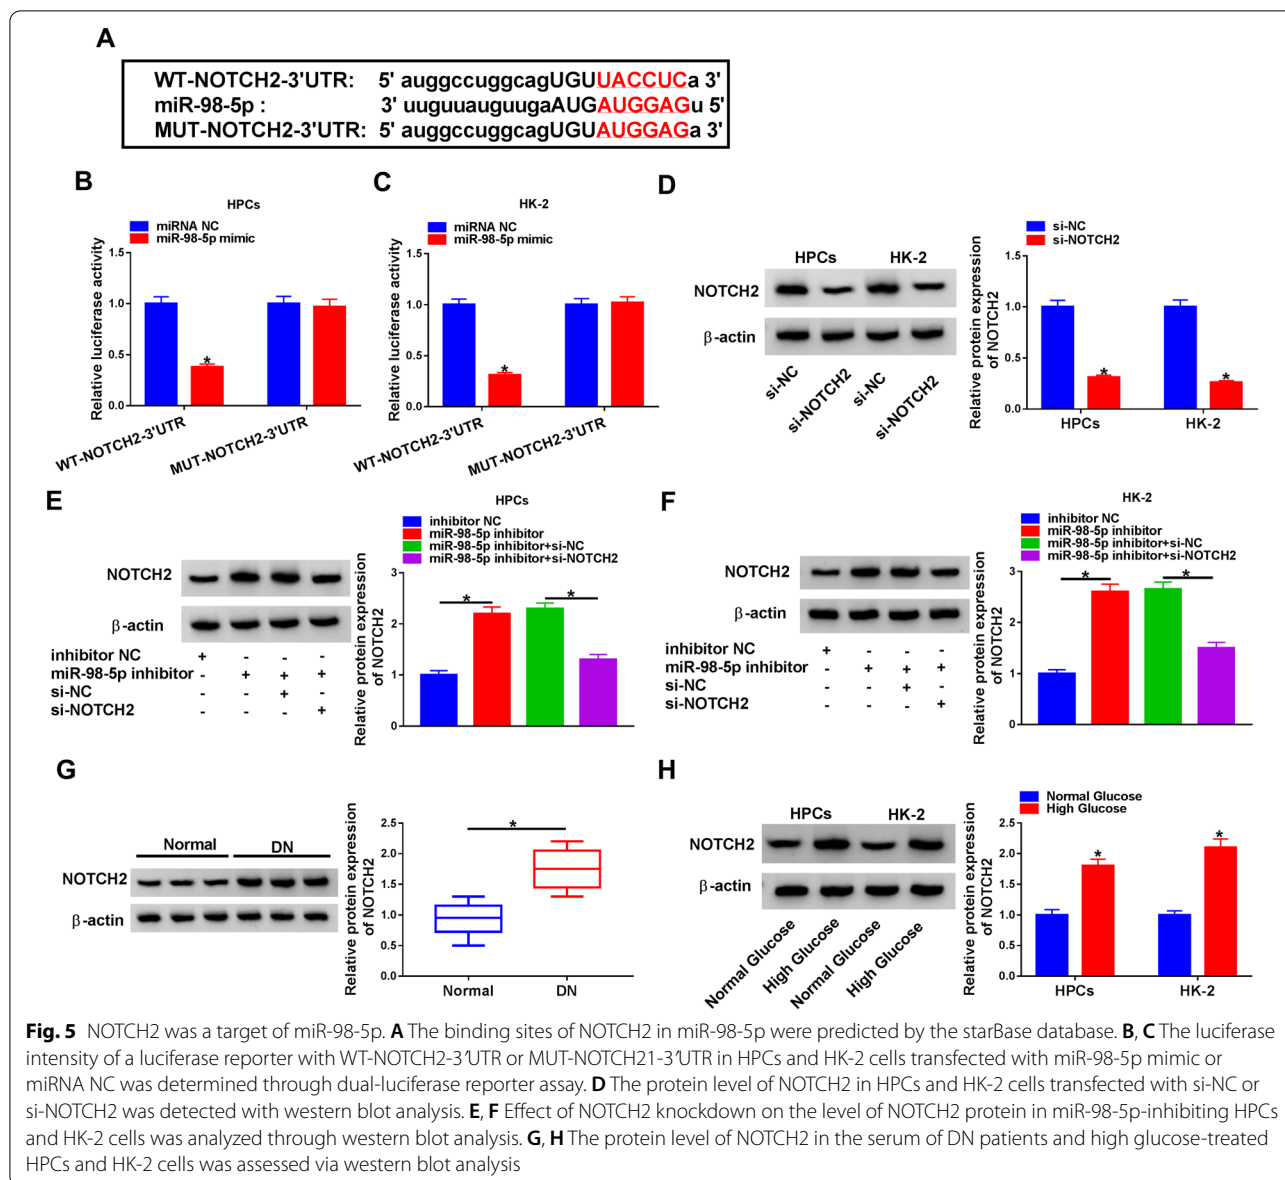 A
WT-NOTCH2-3'UTR: 5' auggccuggcagUGUUACCUCa 3'
miR-98-5p : 3' uuguuauguugaAUGAUGGAGu 5'
MUT-NOTCH2-3'UTR: 5' auggccuggcagUGUAUGGAGa 3'
B
HPCs
miRNA NC
miR-98-5p mimic
Relative luciferase activity
1.5
1.0
0.5
0.0
*
WT-NOTCH2-3'UTR
MUT-NOTCH2-3'UTR
C
HK-2
miRNA NC
miR-98-5p mimic
Relative luciferase activity
1.5
1.0
0.5
0.0
*
WT-NOTCH2-3'UTR
MUT-NOTCH2-3'UTR
D
HPCs HK-2
NOTCH2
β-actin
si-NC
si-NOTCH2
si-NC
si-NOTCH2
si-NC
si-NOTCH2
Relative protein expression
of NOTCH2
1.5
1.0
0.5
0.0
* *
HPCs HK-2
E
NOTCH2
β-actin
inhibitor NC + - - -
miR-98-5p inhibitor - + + +
si-NC - - + -
si-NOTCH2 - - - +
HPCs
inhibitor NC
miR-98-5p inhibitor
miR-98-5p inhibitor+si-NC
miR-98-5p inhibitor+si-NOTCH2
Relative protein expression
of NOTCH2
3
2
1
0
* *
F
NOTCH2
β-actin
inhibitor NC + - - -
miR-98-5p inhibitor - + + +
si-NC - - + -
si-NOTCH2 - - - +
HK-2
inhibitor NC
miR-98-5p inhibitor
miR-98-5p inhibitor+si-NC
miR-98-5p inhibitor+si-NOTCH2
Relative protein expression
of NOTCH2
3
2
1
0
* *
G
Normal DN
NOTCH2
β-actin
Relative protein expression
of NOTCH2
2.5
2.0
1.5
1.0
0.5
0.0
*
Normal DN
H
HPCs HK-2
NOTCH2
β-actin
Normal Glucose
High Glucose
Normal Glucose
High Glucose
Normal Glucose
High Glucose
Relative protein expression
of NOTCH2
2.5
2.0
1.5
1.0
0.5
0.0
* *
HPCs HK-2
Fig. 5 NOTCH2 was a target of miR-98-5p. A The binding sites of NOTCH2 in miR-98-5p were predicted by the starBase database. B, C The luciferase
intensity of a luciferase reporter with WT-NOTCH2-3′UTR or MUT-NOTCH21-3′UTR in HPCs and HK-2 cells transfected with miR-98-5p mimic or
miRNA NC was determined through dual-luciferase reporter assay. D The protein level of NOTCH2 in HPCs and HK-2 cells transfected with si-NC or
si-NOTCH2 was detected with western blot analysis. E, F Effect of NOTCH2 knockdown on the level of NOTCH2 protein in miR-98-5p-inhibiting HPCs
and HK-2 cells was analyzed through western blot analysis. G, H The protein level of NOTCH2 in the serum of DN patients and high glucose-treated
HPCs and HK-2 cells was assessed via western blot analysis